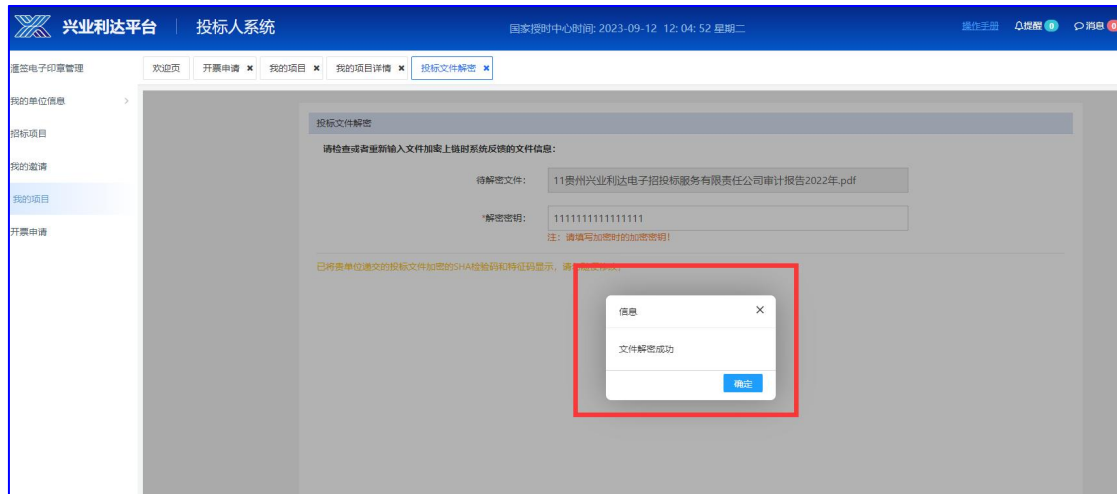 兴业利达平台 投标人系统 国家授时中心时间: 2023-09-12 12:04:52 星期二 操作手册 提醒 0 消息 0
滙签电子印章管理 欢迎页 开票申请 × 我的项目 × 我的项目详情 × 投标文件解密 ×
我的单位信息 >
投标文件解密
招标项目
请检查或者重新输入文件加密上链时系统反馈的文件信息:
我的邀请
待解密文件: 11贵州兴业利达电子招投标服务有限责任公司审计报告2022年.pdf
我的项目
*解密密钥: 1111111111111111
开票申请
注: 请填写加密时的加密密钥!
已将贵单位递交的投标文件加密的SHA检验码和特征码显示, 请
信息 ×
文件解密成功
确定